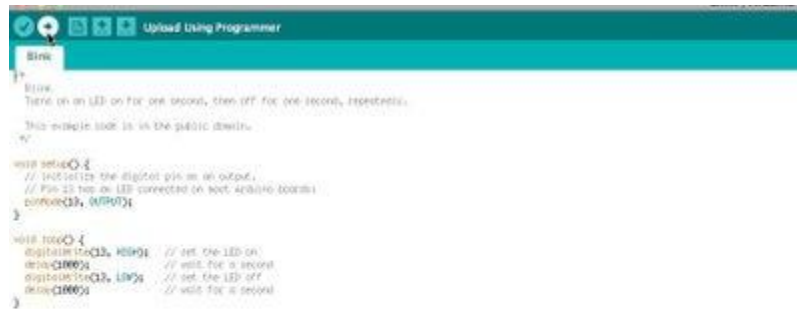 Upload Using Programmer
Blink
/*
Blink
Turns on an LED on for one second, then off for one second, repeatedly.
This example code is in the public domain.
*/
void setup() {
// initialize the digital pin as an output.
// Pin 13 has an LED connected on most Arduino boards:
pinMode(13, OUTPUT);
}
void loop() {
digitalWrite(13, HIGH); // set the LED on
delay(1000); // wait for a second
digitalWrite(13, LOW); // set the LED off
delay(1000); // wait for a second
}